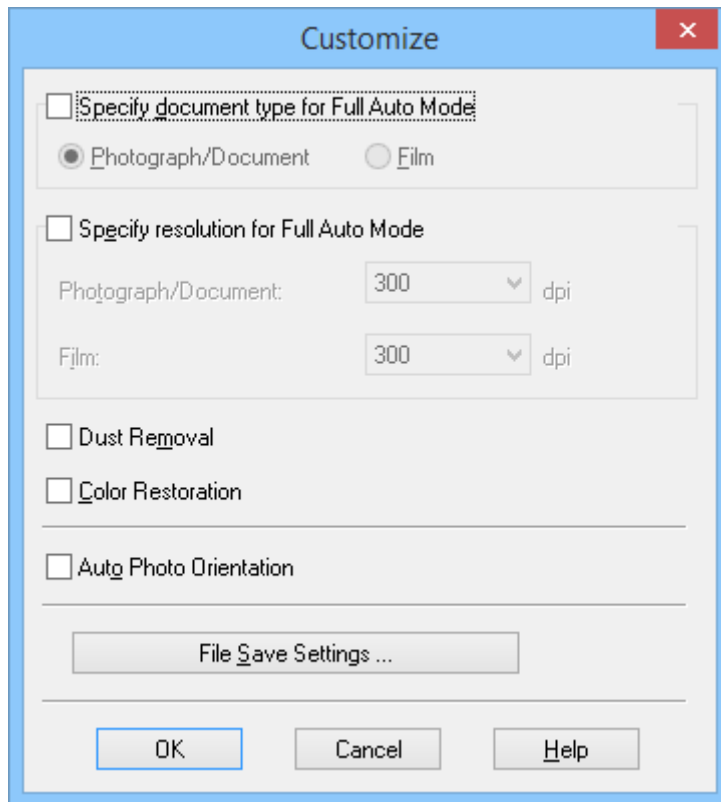 Customize
Specify document type for Full Auto Mode
Photograph/Document Film
Specify resolution for Full Auto Mode
Photograph/Document: 300 dpi
Film: 300 dpi
Dust Removal
Color Restoration
Auto Photo Orientation
File Save Settings ...
OK Cancel Help